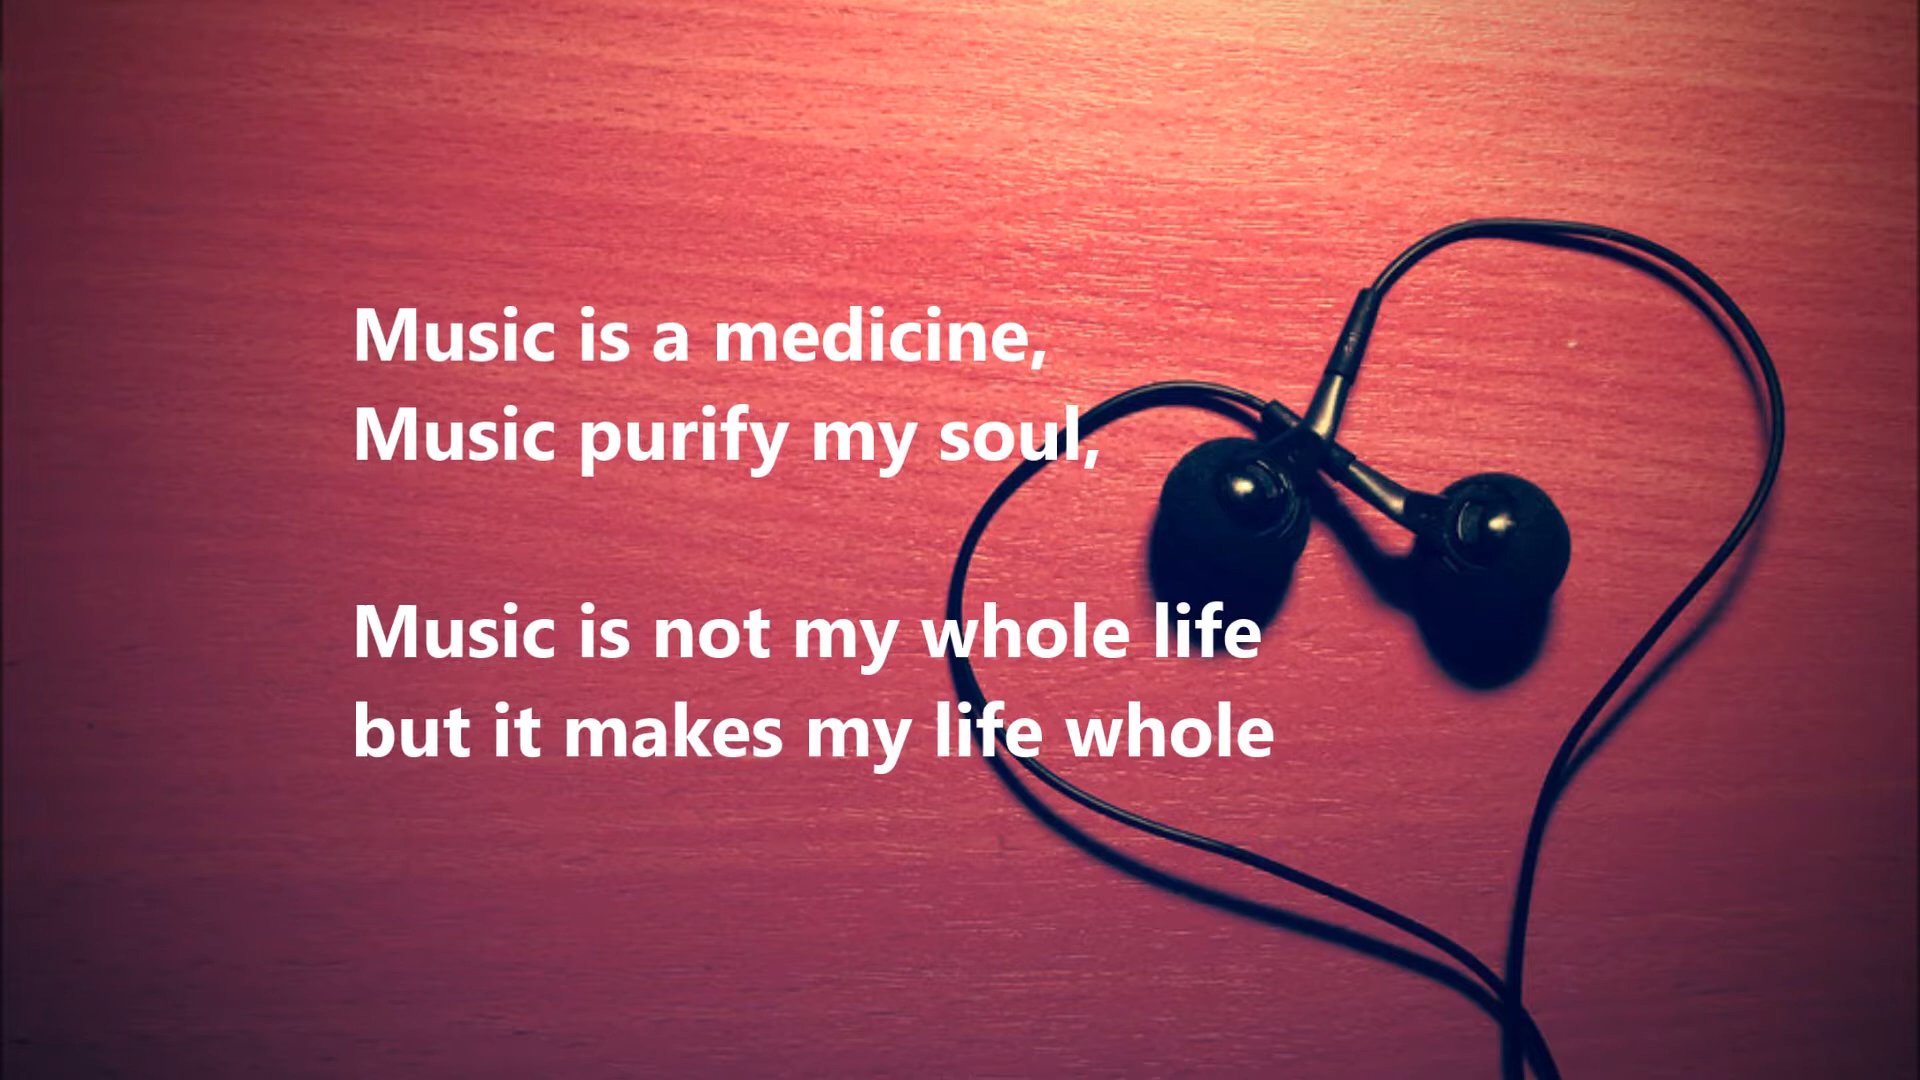 Music is a medicine,
Music purify my soul,
Music is not my whole life
but it makes my life whole